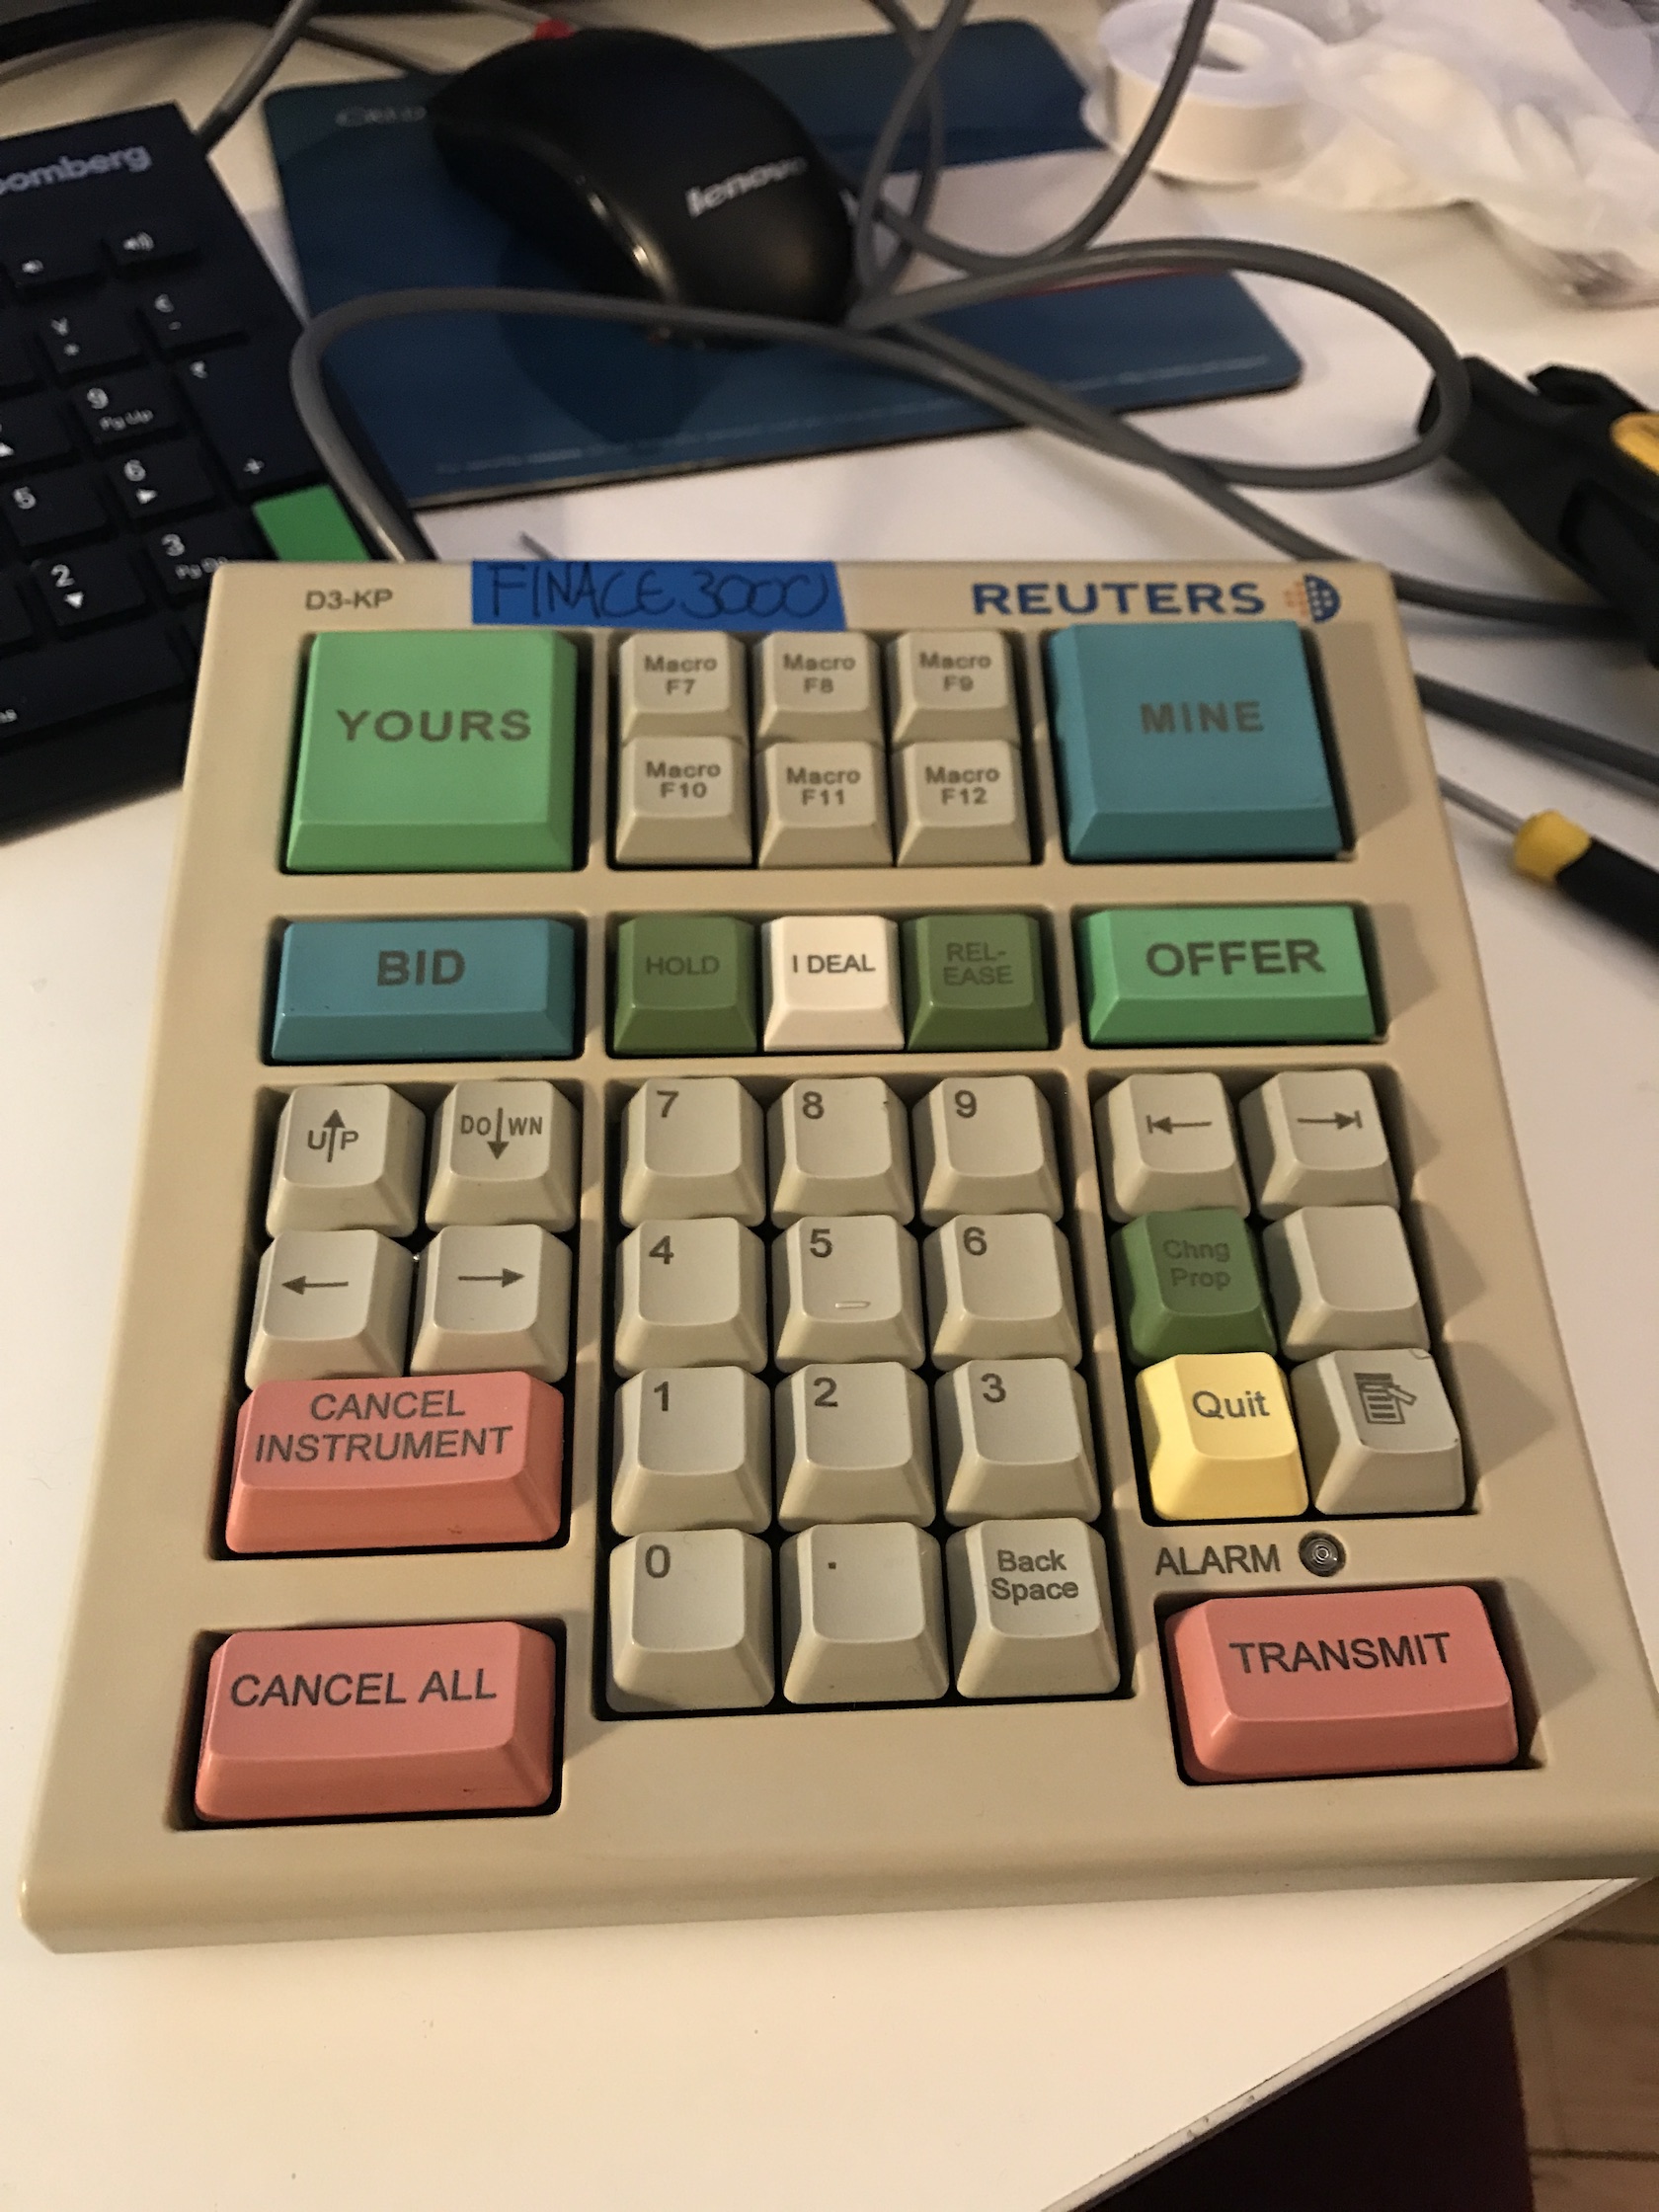 omberg
lenovo
9
Pg Up
5
6
+
2
3
D3-KP
FINACE 3000
REUTERS
YOURS
Macro
F7
Macro
F8
Macro
F9
MINE
Macro
F10
Macro
F11
Macro
F12
BID
HOLD
I DEAL
REL-
EASE
OFFER
UP
DOWN
7
8
9
4
5
6
Chng
Prop
CANCEL
INSTRUMENT
1
2
3
Quit
0
.
Back
Space
ALARM
CANCEL ALL
TRANSMIT